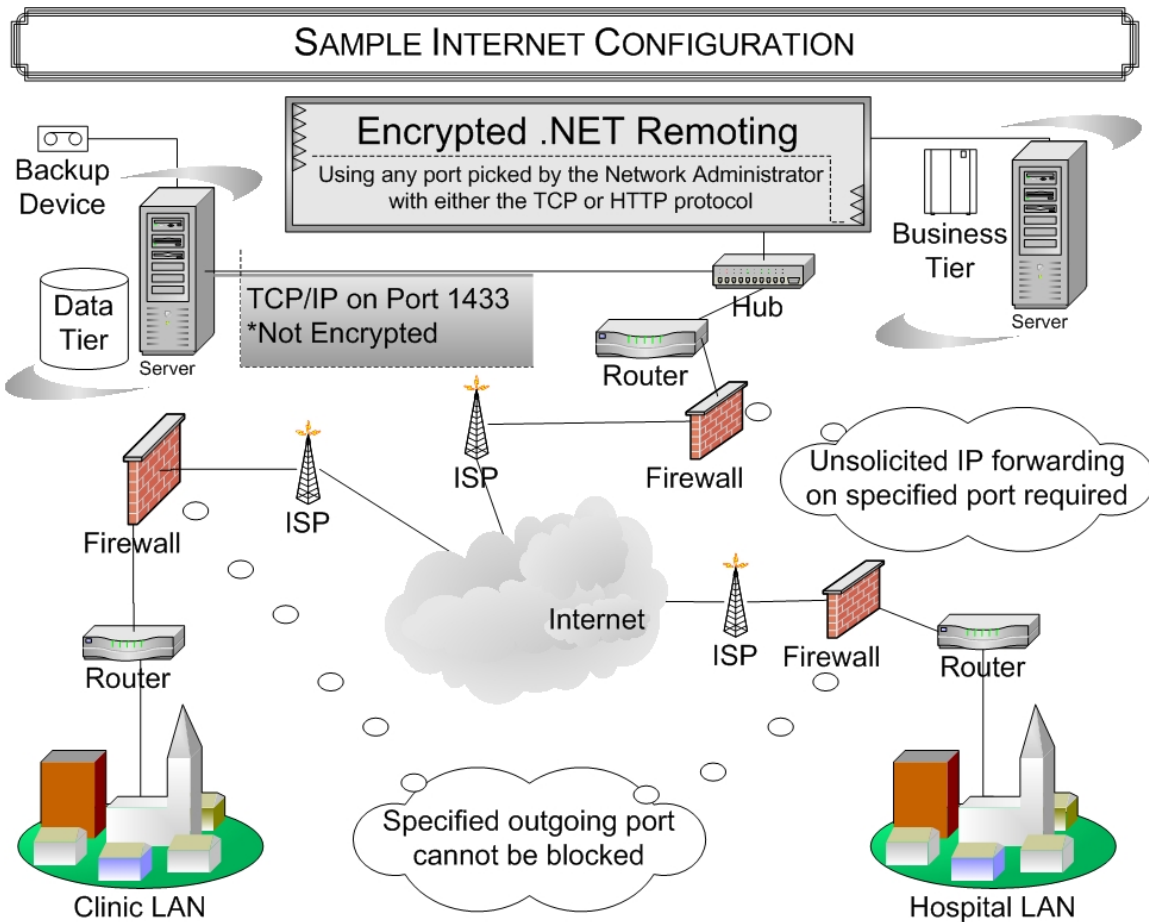 SAMPLE INTERNET CONFIGURATION
Encrypted .NET Remoting
Using any port picked by the Network Administrator
with either the TCP or HTTP protocol
Backup
Device
Data
Tier
Server
TCP/IP on Port 1433
*Not Encrypted
Hub
Business
Tier
Server
Router
Firewall
ISP
ISP
Firewall
Unsolicited IP forwarding
on specified port required
Internet
ISP
Firewall
Router
Router
Specified outgoing port
cannot be blocked
Clinic LAN
Hospital LAN